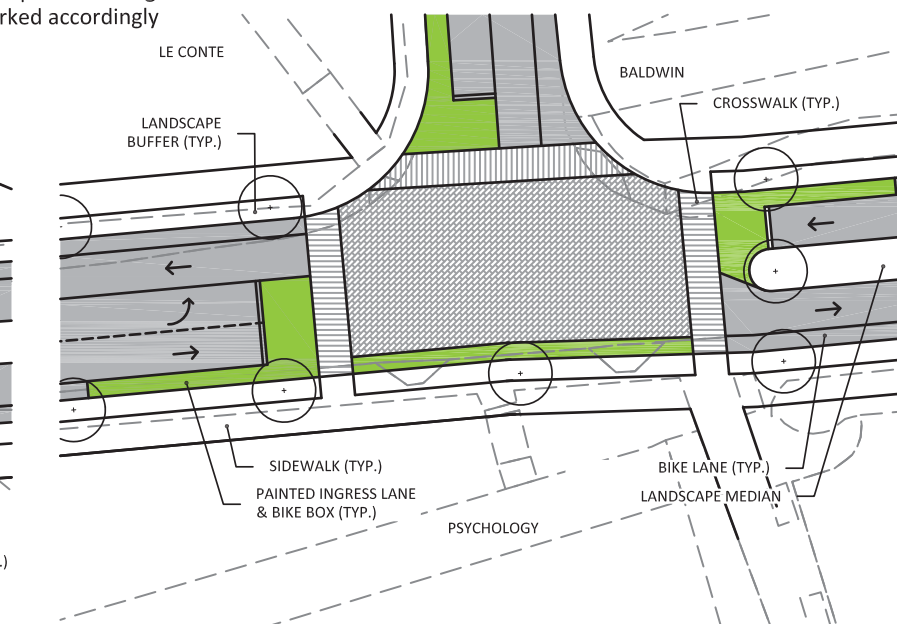 rked accordingly
LE CONTE
BALDWIN
CROSSWALK (TYP.)
LANDSCAPE
BUFFER (TYP.)
SIDEWALK (TYP.)
BIKE LANE (TYP.)
PAINTED INGRESS LANE
& BIKE BOX (TYP.)
LANDSCAPE MEDIAN
PSYCHOLOGY
.)